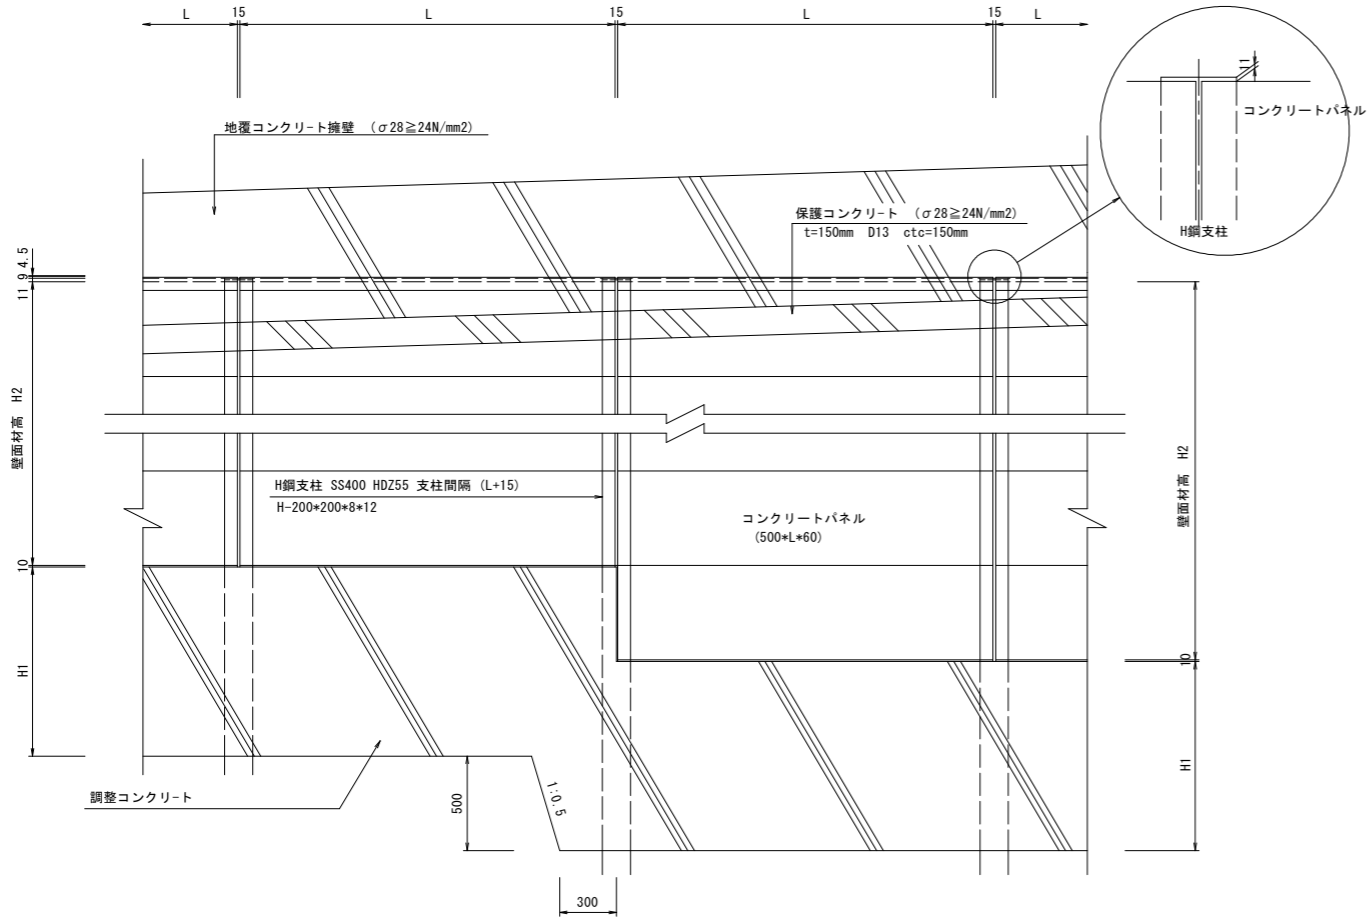 L
15
L
15
L
15
L
11
コンクリートパネル
H鋼支柱
地覆コンクリート擁壁 (σ28≧24N/mm2)
保護コンクリート (σ28≧24N/mm2)
t=150mm D13 ctc=150mm
4.5
9
11
壁面材高 H2
10
H1
H鋼支柱 SS400 HDZ55 支柱間隔 (L+15)
H-200*200*8*12
コンクリートパネル
(500*L*60)
壁面材高 H2
10
H1
調整コンクリート
500
1:0.5
300